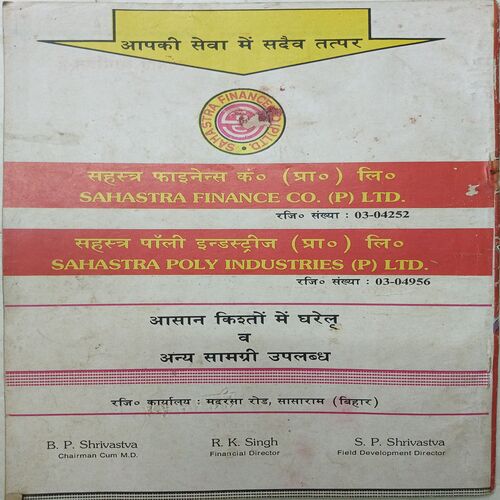 आपकी सेवा में सदैव तत्पर
SAHASTRA FINANCE CO. (P) LTD.
सहस्त्र फाइनेन्स कं० (प्रा०) लि०
SAHASTRA FINANCE CO. (P) LTD.
रजि० संख्या : 03-04252
सहस्त्र पॉली इन्डस्ट्रीज (प्रा०) लि०
SAHASTRA POLY INDUSTRIES (P) LTD.
रजि० संख्या : 03-04956
आसान किश्तों में घरेलू
व
अन्य सामग्री उपलब्ध
रजि० कार्यालय : मदरसा रोड, सासाराम (बिहार)
B. P. Shrivastva R. K. Singh S. P. Shrivastva
Chairman Cum M.D. Financial Director Field Development Director